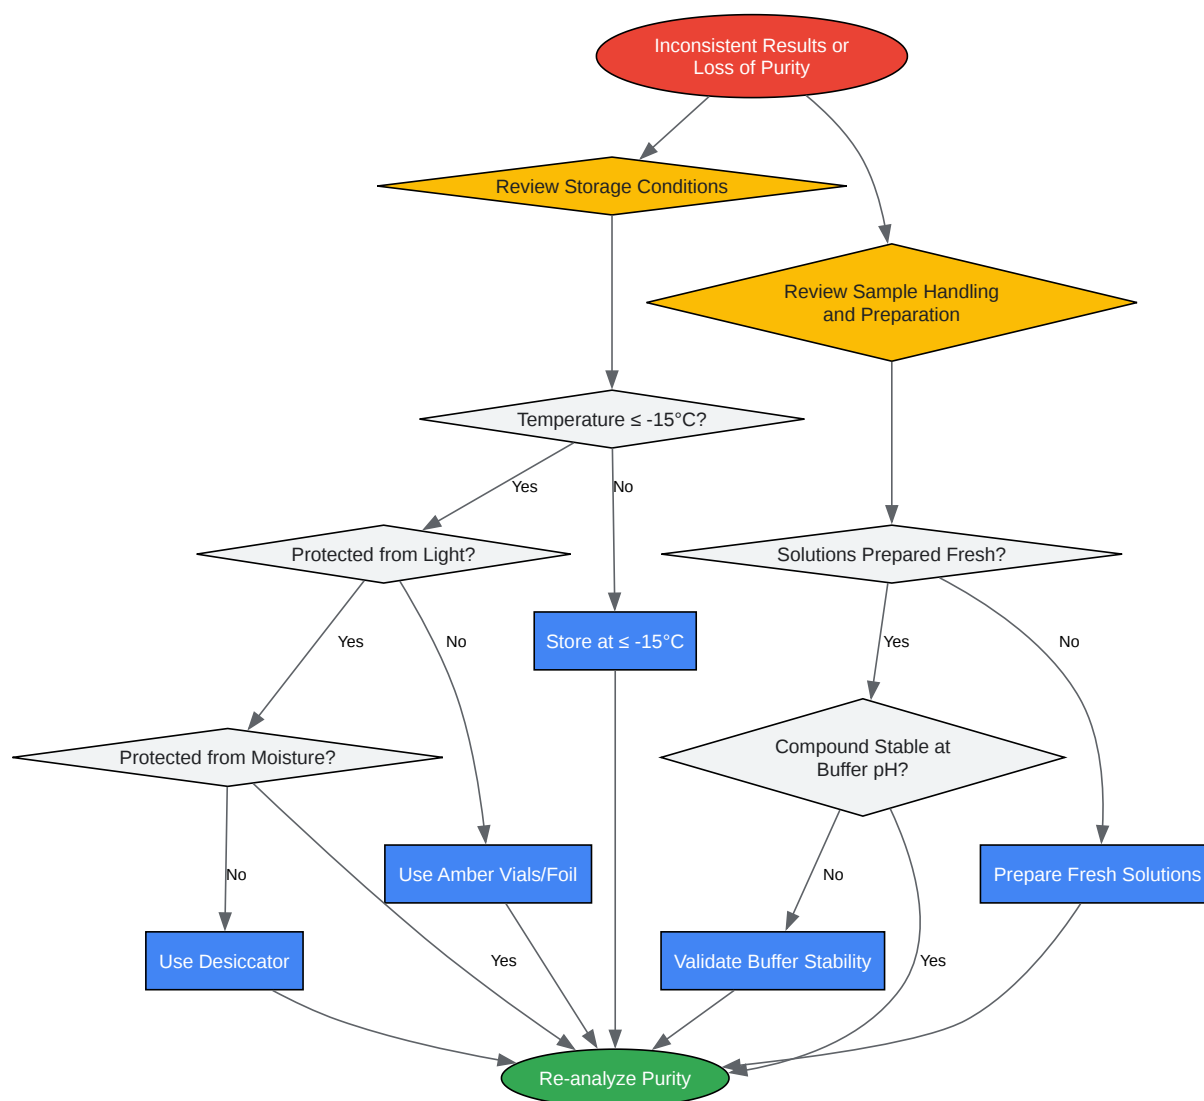 Inconsistent Results or
Loss of Purity
Review Storage Conditions
Review Sample Handling
and Preparation
Temperature ≤ -15°C?
Yes
No
Protected from Light?
Solutions Prepared Fresh?
Store at ≤ -15°C
Yes
No
Yes
No
Protected from Moisture?
Compound Stable at
Buffer pH?
No
Use Amber Vials/Foil
No
Prepare Fresh Solutions
Use Desiccator
Yes
Validate Buffer Stability
Yes
Re-analyze Purity